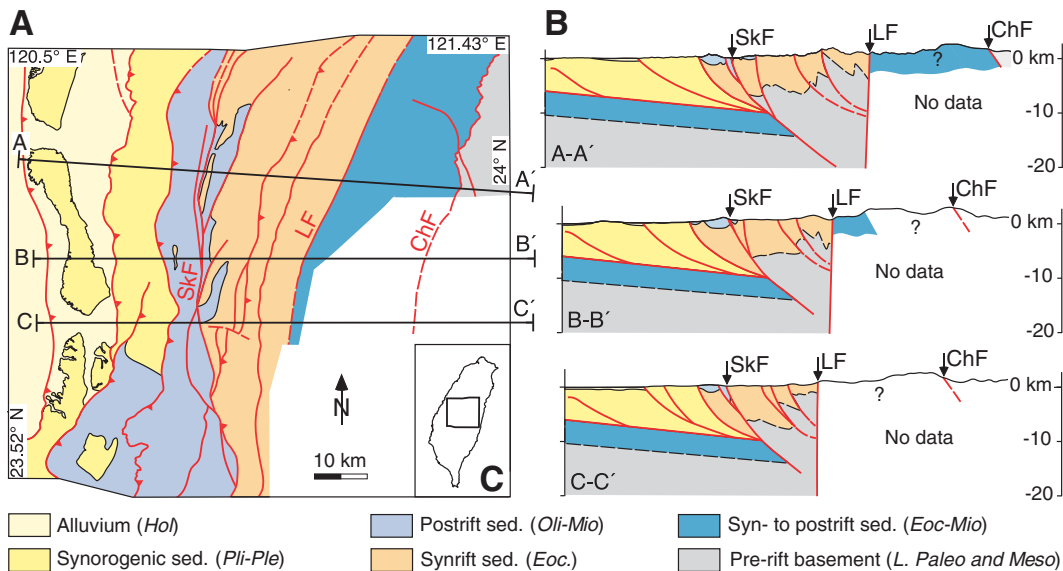 A
120.5° E
121.43° E
24° N
23.52° N
A
A´
B
B´
C
C´
SkF
LF
ChF
N
10 km
C
B
SkF
LF
ChF
0 km
-10
-20
?
No data
A-A´
SkF
LF
ChF
0 km
-10
-20
?
No data
B-B´
SkF
LF
ChF
0 km
-10
-20
?
No data
C-C´
Alluvium (Hol)
Postrift sed. (Oli-Mio)
Syn- to postrift sed. (Eoc-Mio)
Synorogenic sed. (Pli-Ple)
Synrift sed. (Eoc.)
Pre-rift basement (L. Paleo and Meso)